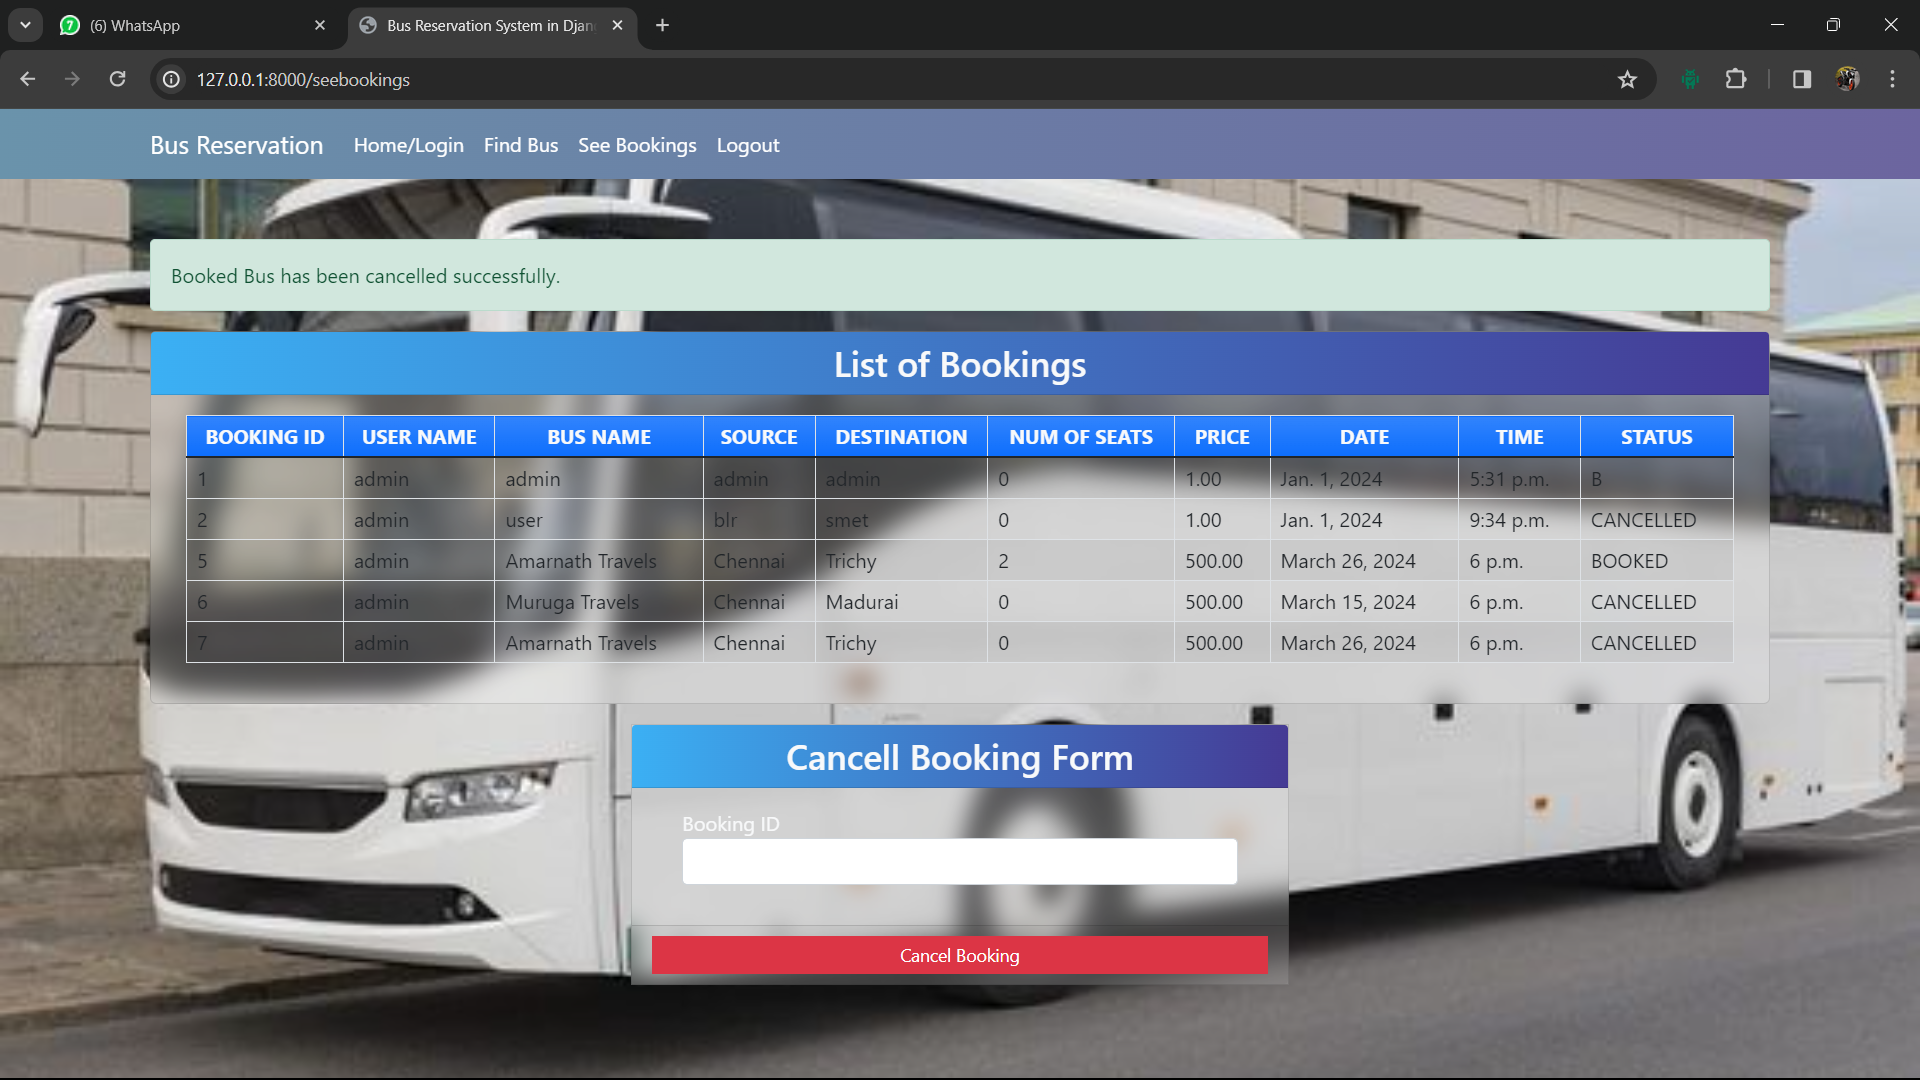 (6) WhatsApp
Bus Reservation System in Djan
127.0.0.1:8000/seebookings
Bus Reservation Home/Login Find Bus See Bookings Logout
Booked Bus has been cancelled successfully.
List of Bookings
BOOKING ID USER NAME BUS NAME SOURCE DESTINATION NUM OF SEATS PRICE DATE TIME STATUS
1 admin admin admin admin 0 1.00 Jan. 1, 2024 5:31 p.m. B
2 admin user blr smet 0 1.00 Jan. 1, 2024 9:34 p.m. CANCELLED
5 admin Amarnath Travels Chennai Trichy 2 500.00 March 26, 2024 6 p.m. BOOKED
6 admin Muruga Travels Chennai Madurai 0 500.00 March 15, 2024 6 p.m. CANCELLED
7 admin Amarnath Travels Chennai Trichy 0 500.00 March 26, 2024 6 p.m. CANCELLED
Cancell Booking Form
Booking ID
Cancel Booking